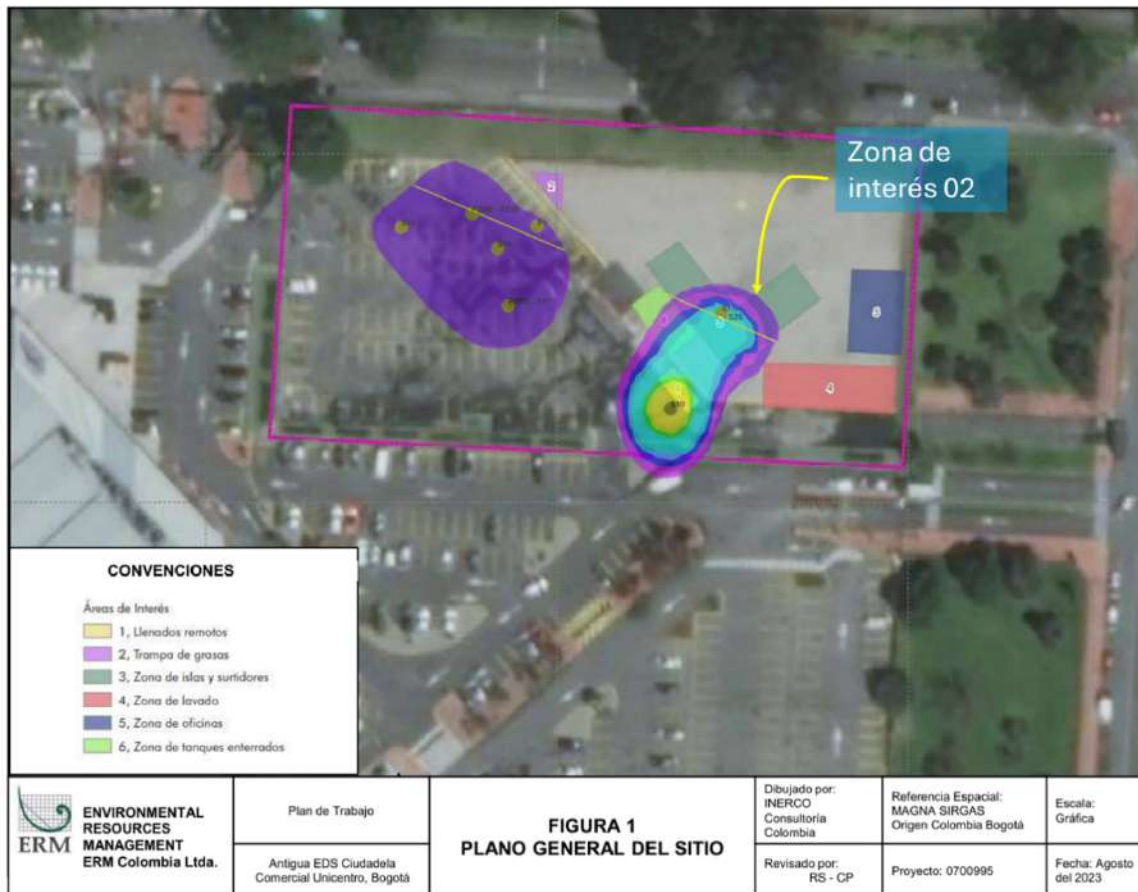 Zona de
interés 02
4
CONVENCIONES
Áreas de Interés
1, Llenados remotos
2, Trampa de grasas
3, Zona de islas y surtidores
4, Zona de lavado
5, Zona de oficinas
6, Zona de tanques enterrados
ERM
ENVIRONMENTAL
RESOURCES
MANAGEMENT
ERM Colombia Ltda.
Plan de Trabajo
Antigua EDS Ciudadela
Comercial Unicentro, Bogotá
FIGURA 1
PLANO GENERAL DEL SITIO
Dibujado por:
INERCO
Consultoría
Colombia
Revisado por:
RS - CP
Referencia Espacial:
MAGNA SIRGAS
Origen Colombia Bogotá
Proyecto: 0700995
Escala:
Gráfica
Fecha: Agosto
del 2023